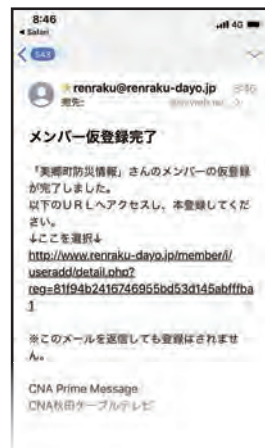 8:46
4G
Safari
543
renraku@renraku-dayo.jp
8:46
宛先:
メンバー仮登録完了
「美郷町防災情報」さんのメンバーの仮登録
が完了しました。
以下のURLへアクセスし、本登録してくだ
さい。
↓ここを選択↓
http://www.renraku-dayo.jp/member/i/
useradd/detail.php?
reg=81f94b2416746955bd53d145abfffba
1
※このメールを返信しても登録はされませ
ん。
CNA Prime Message
CNA秋田ケーブルテレビ